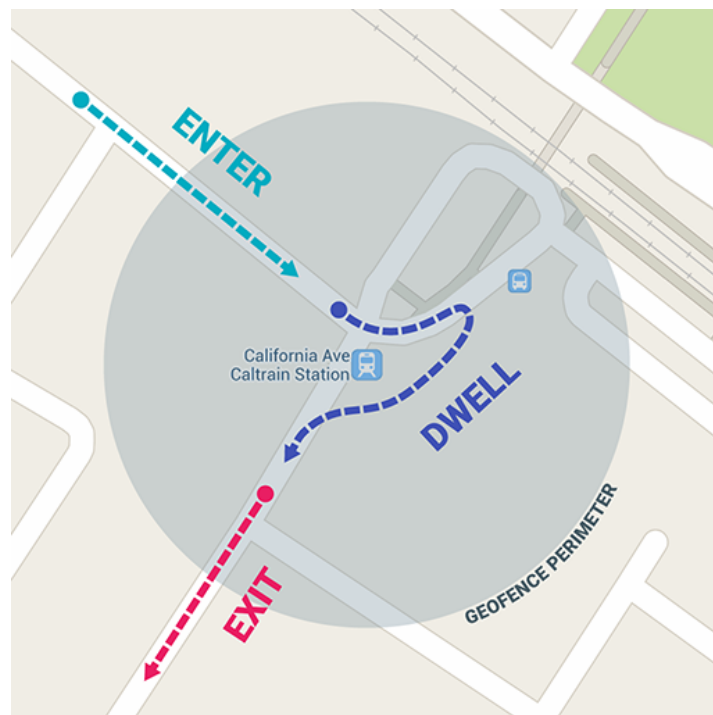 ENTER
California Ave
Caltrain Station
DWELL
GEOFENCE PERIMETER
EXIT